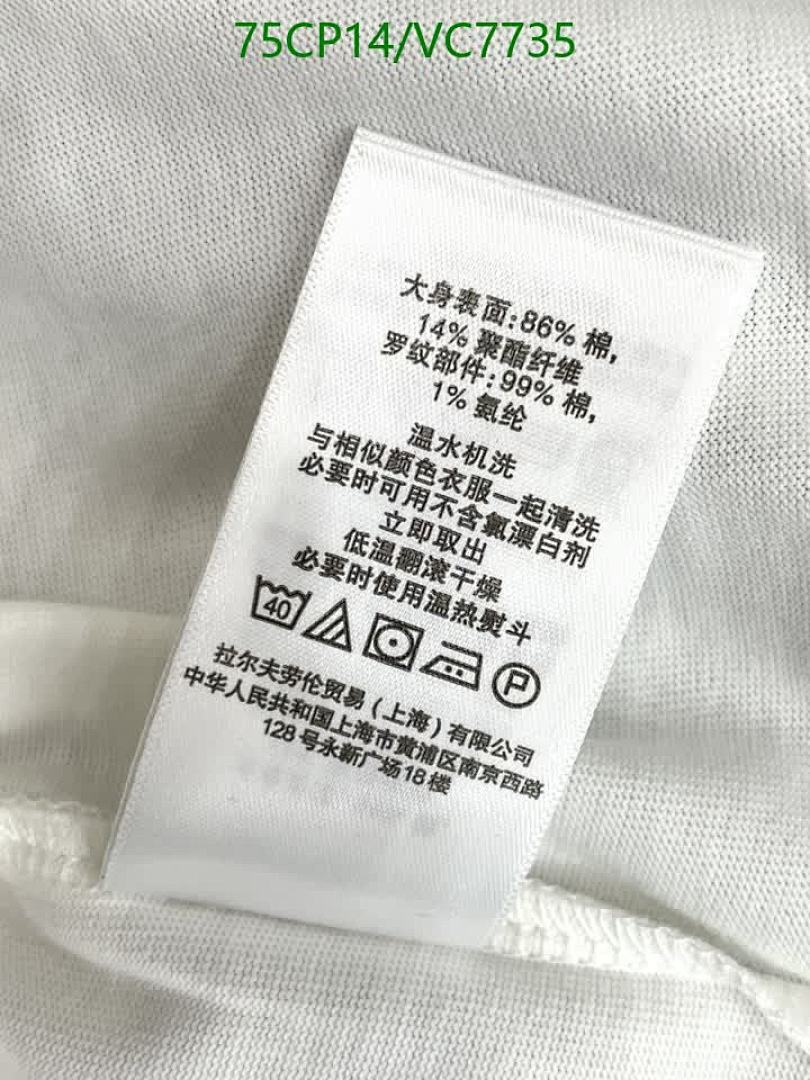 75CP14/VC7735
大身表面:86% 棉,
14% 聚酯纤维
罗纹部件:99% 棉,
1% 氨纶
温水机洗
与相似颜色衣服一起清洗
必要时可用不含氯漂白剂
立即取出
低温翻滚干燥
必要时使用温热熨斗
40
P
拉尔夫劳伦贸易(上海)有限公司
中华人民共和国上海市黄浦区南京西路
128号永新广场18楼